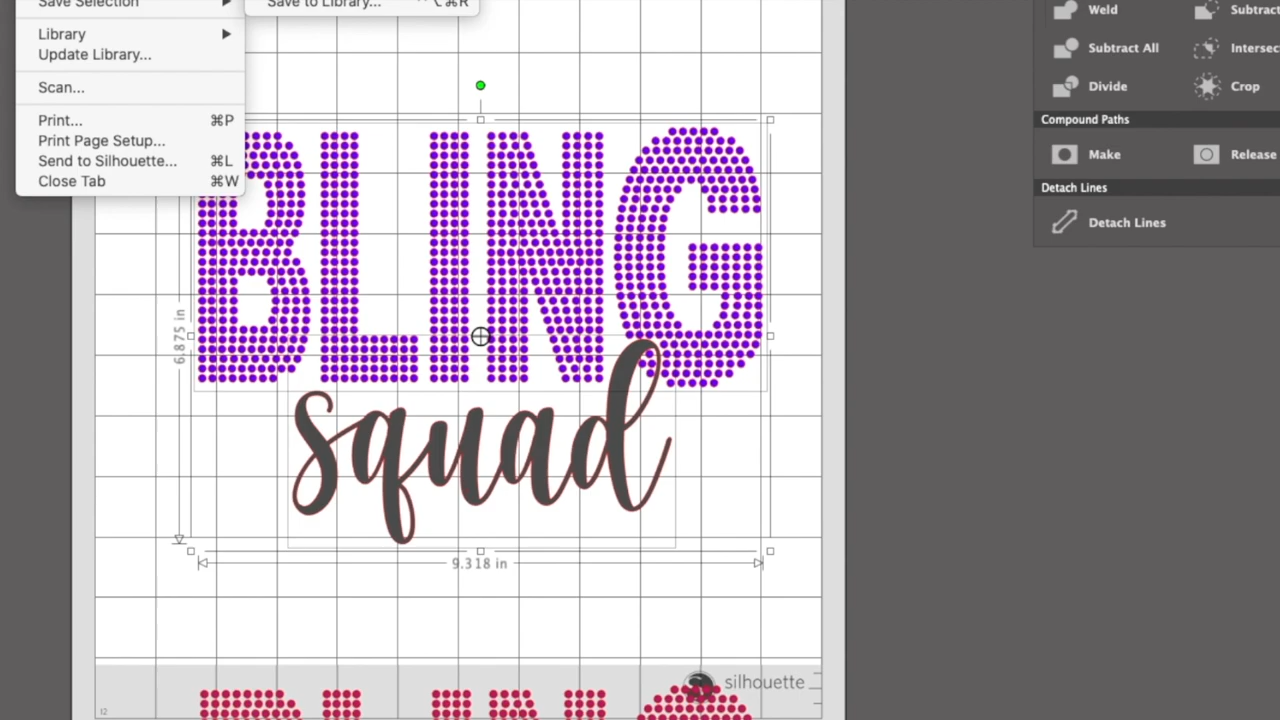 Save Selection
Save to Library... ⌥⌘R
Library
Update Library...
Scan...
Print... ⌘P
Print Page Setup...
Send to Silhouette... ⌘L
Close Tab ⌘W
Weld
Subtract All
Divide
Crop
Compound Paths
Make
Release
Detach Lines
Detach Lines
BLING
squad
6.875 in
9.318 in
silhouette
12